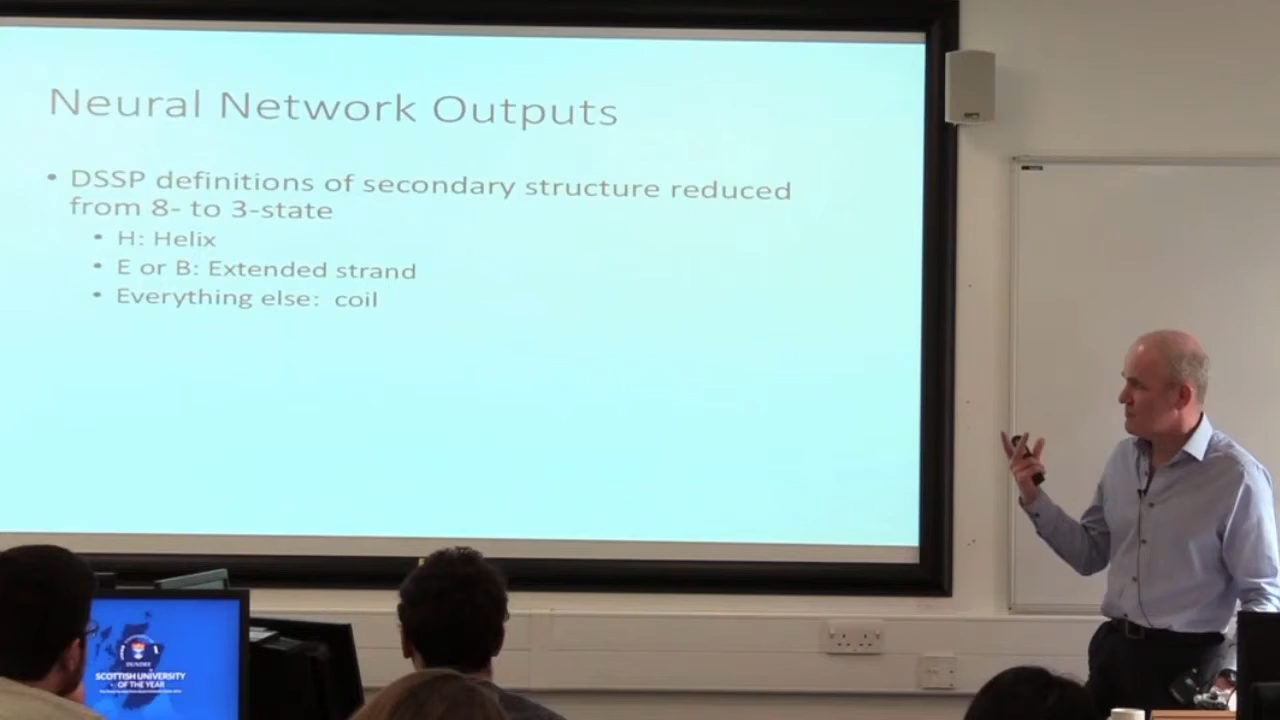 Neural Network Outputs
• DSSP definitions of secondary structure reduced
from 8- to 3-state
• H: Helix
• E or B: Extended strand
• Everything else: coil
DUNDEE
SCOTTISH UNIVERSITY
OF THE YEAR